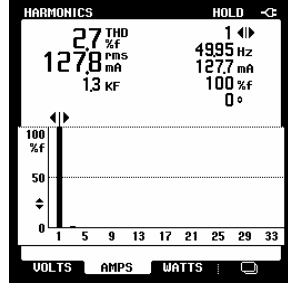 HARMONICS HOLD
2,7 THD %f
127,8 rms mA
1,3 KF
1
49,95 Hz
127,7 mA
100 %f
0°
100
%f
50
0
1 5 9 13 17 21 25 29 33
VOLTS AMPS WATTS